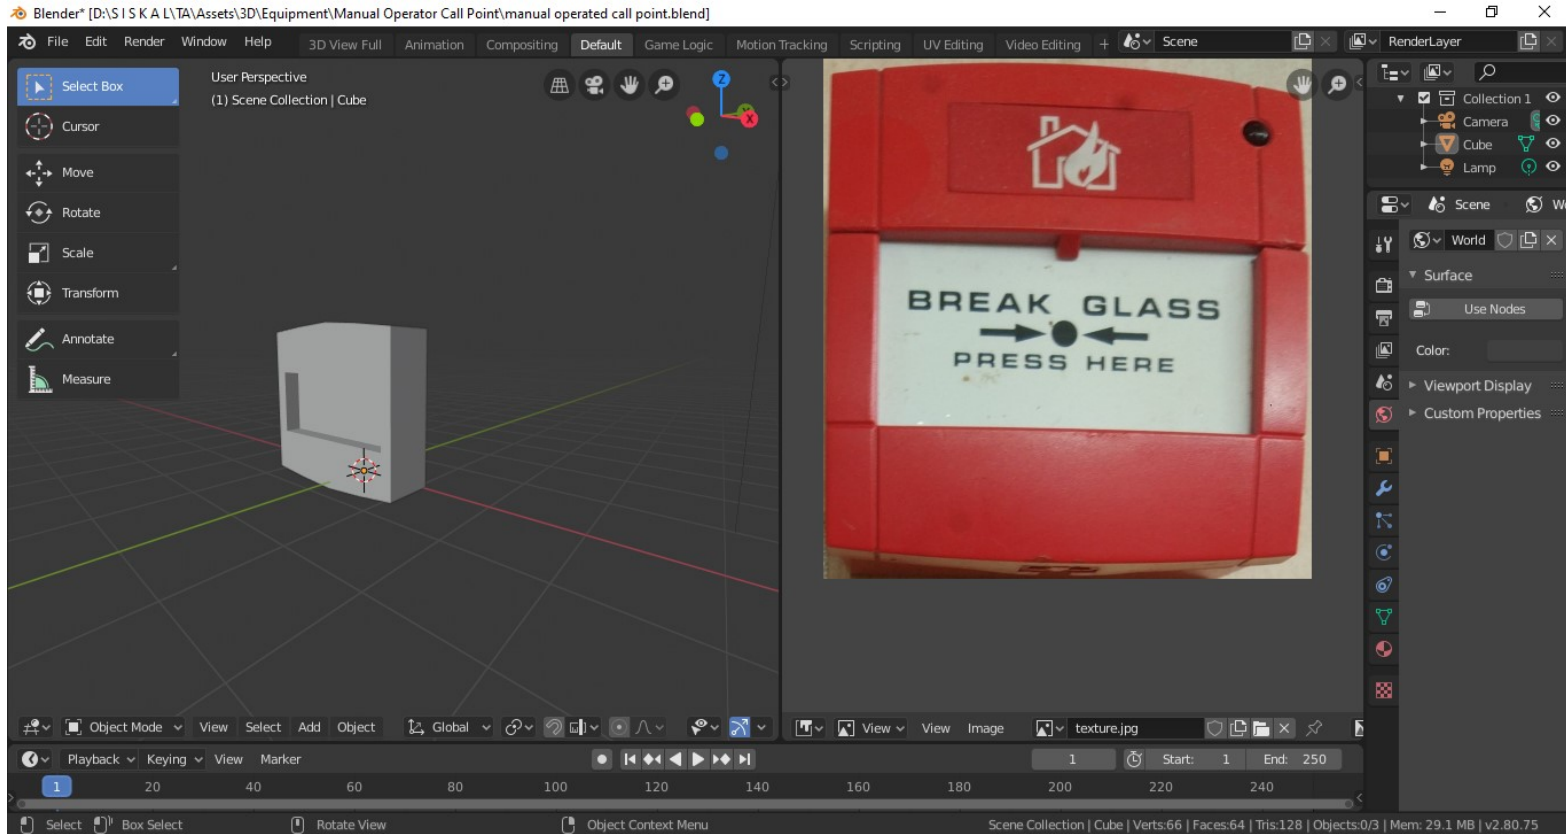 Blender* [D:\S I S K A L\TA\Assets\3D\Equipment\Manual Operator Call Point\manual operated call point.blend]
File Edit Render Window Help 3D View Full Animation Compositing Default Game Logic Motion Tracking Scripting UV Editing Video Editing + Scene RenderLayer
Select Box
Cursor
Move
Rotate
Scale
Transform
Annotate
Measure
User Perspective
(1) Scene Collection | Cube
Z
X
BREAK GLASS
PRESS HERE
Collection 1
Camera
Cube
Lamp
Scene
World
Surface
Use Nodes
Color:
Viewport Display
Custom Properties
Object Mode View Select Add Object Global
View View Image texture.jpg
Playback Keying View Marker 1 Start: 1 End: 250
1 20 40 60 80 100 120 140 160 180 200 220 240
Select Box Select Rotate View Object Context Menu Scene Collection | Cube | Verts:66 | Faces:64 | Tris:128 | Objects:0/3 | Mem: 29.1 MB | v2.80.75